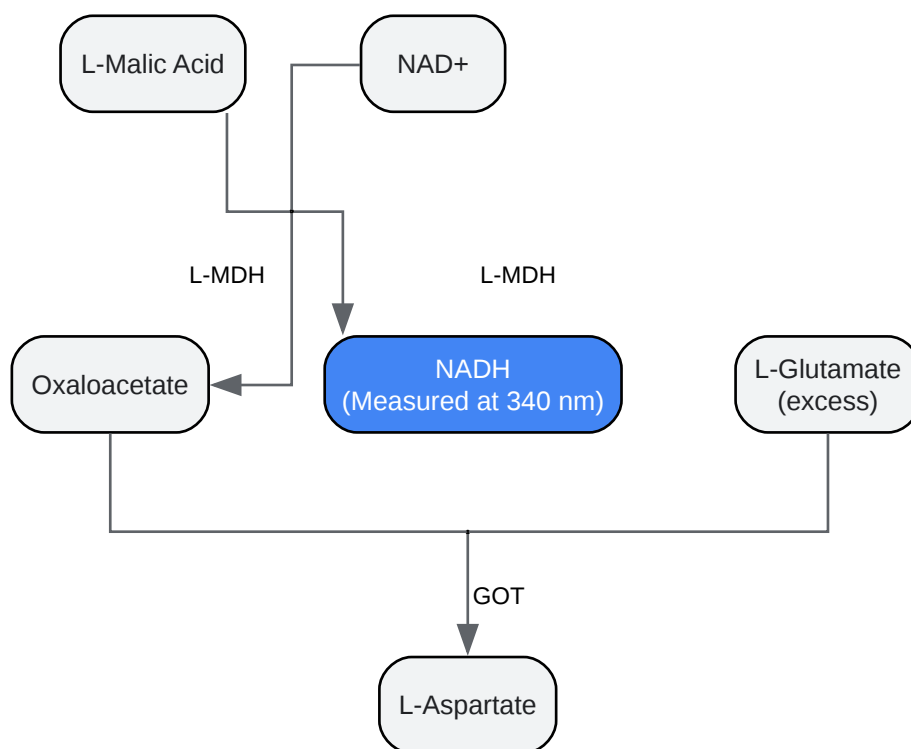 L-Malic Acid
NAD+
L-MDH
L-MDH
Oxaloacetate
NADH
(Measured at 340 nm)
L-Glutamate
(excess)
GOT
L-Aspartate